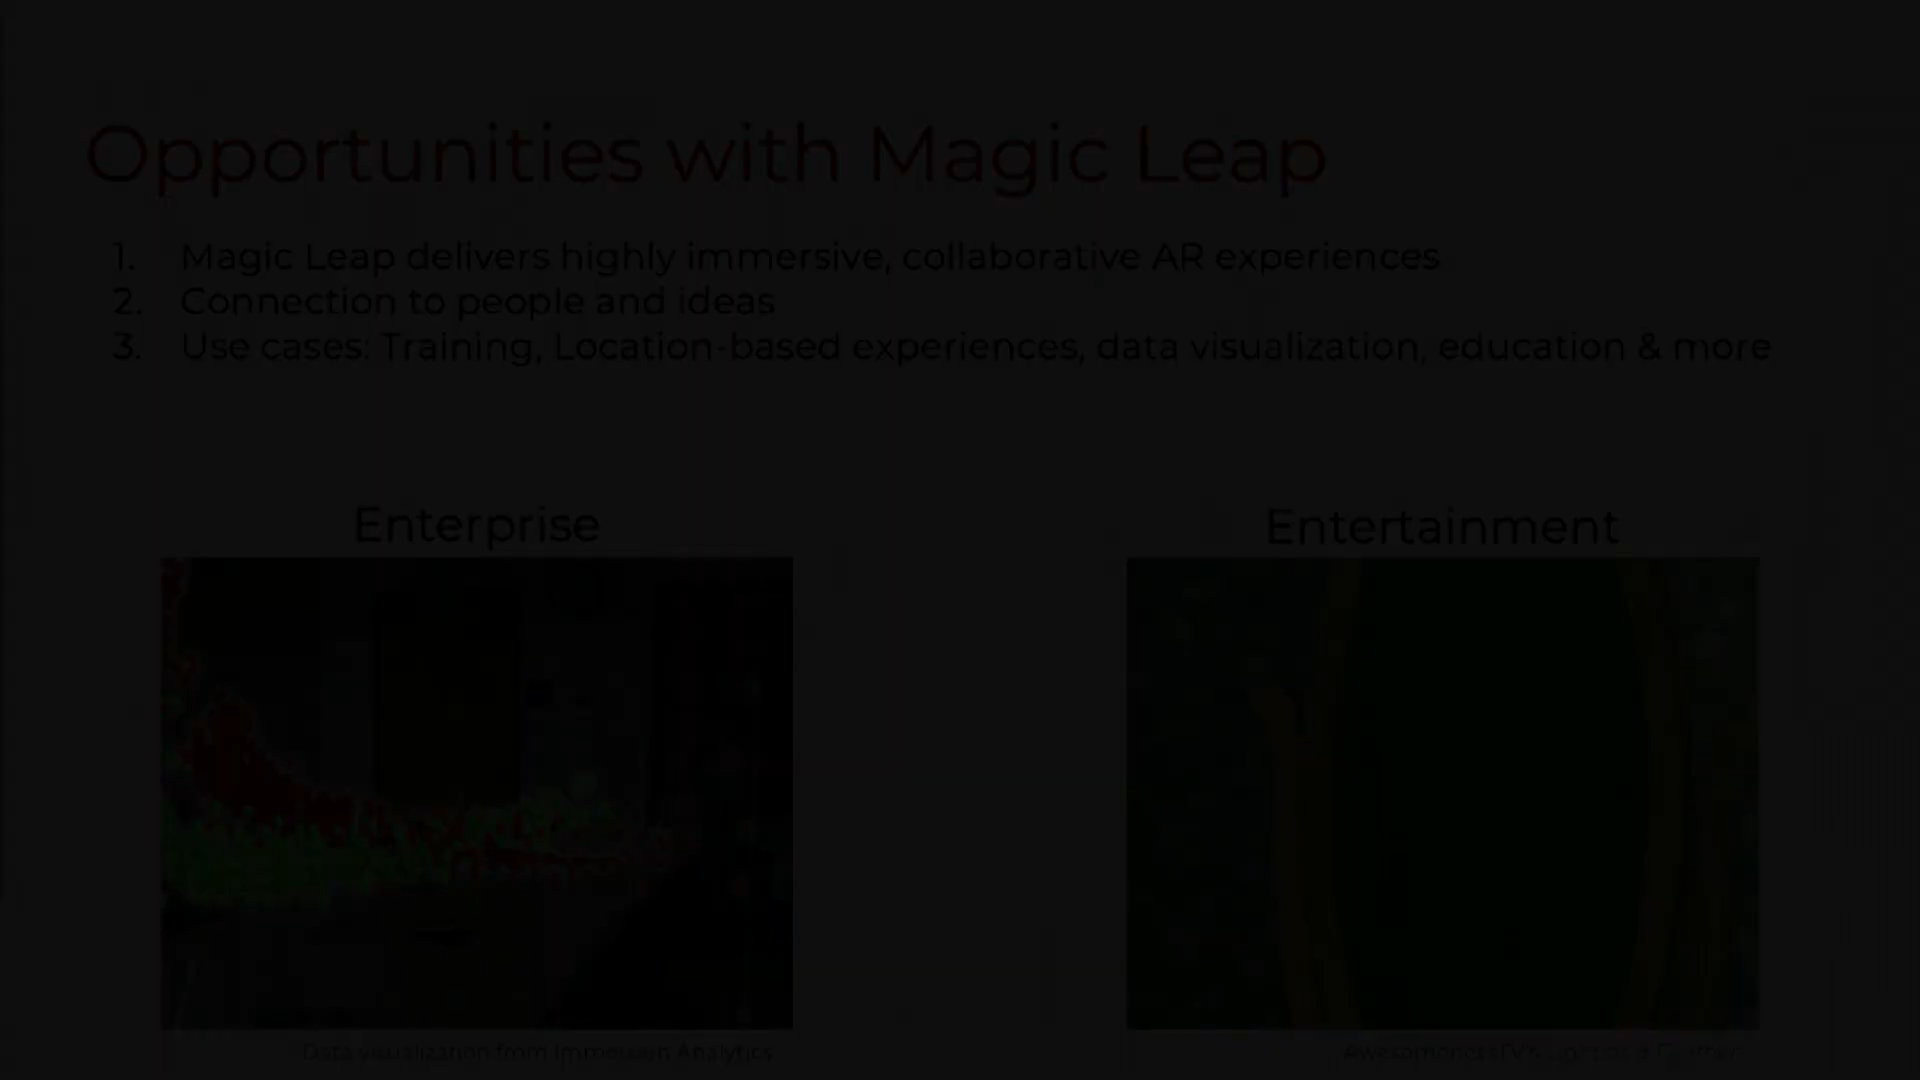 Opportunities with Magic Leap
1. Magic Leap delivers highly immersive, collaborative AR experiences
2. Connection to people and ideas
3. Use cases: Training, Location-based experiences, data visualization, education & more
Enterprise
Entertainment
Data visualization from Immersion Analytics
AwesomenessTV's